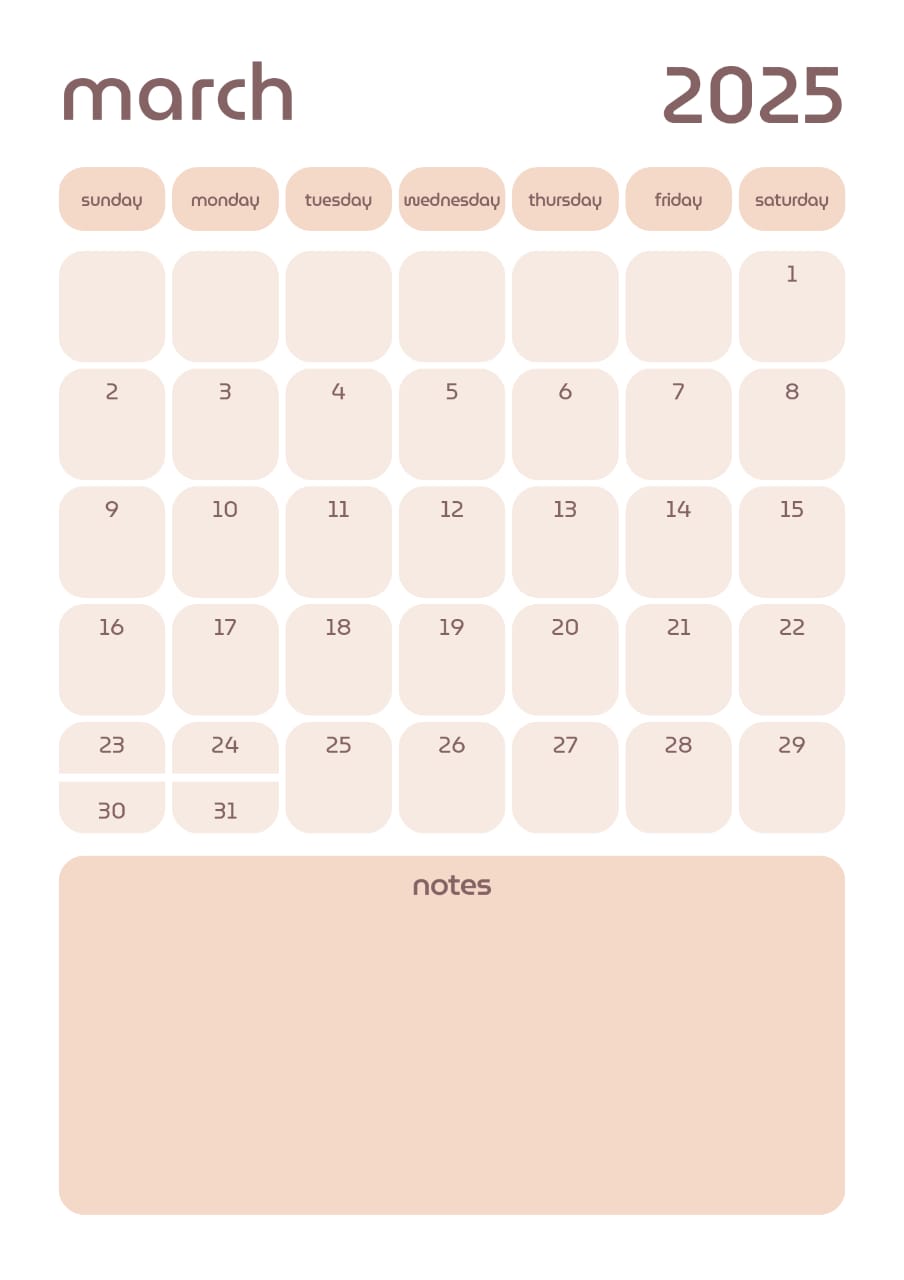 march 2025
sunday monday tuesday wednesday thursday friday saturday
1
2 3 4 5 6 7 8
9 10 11 12 13 14 15
16 17 18 19 20 21 22
23 24 25 26 27 28 29
30 31
notes